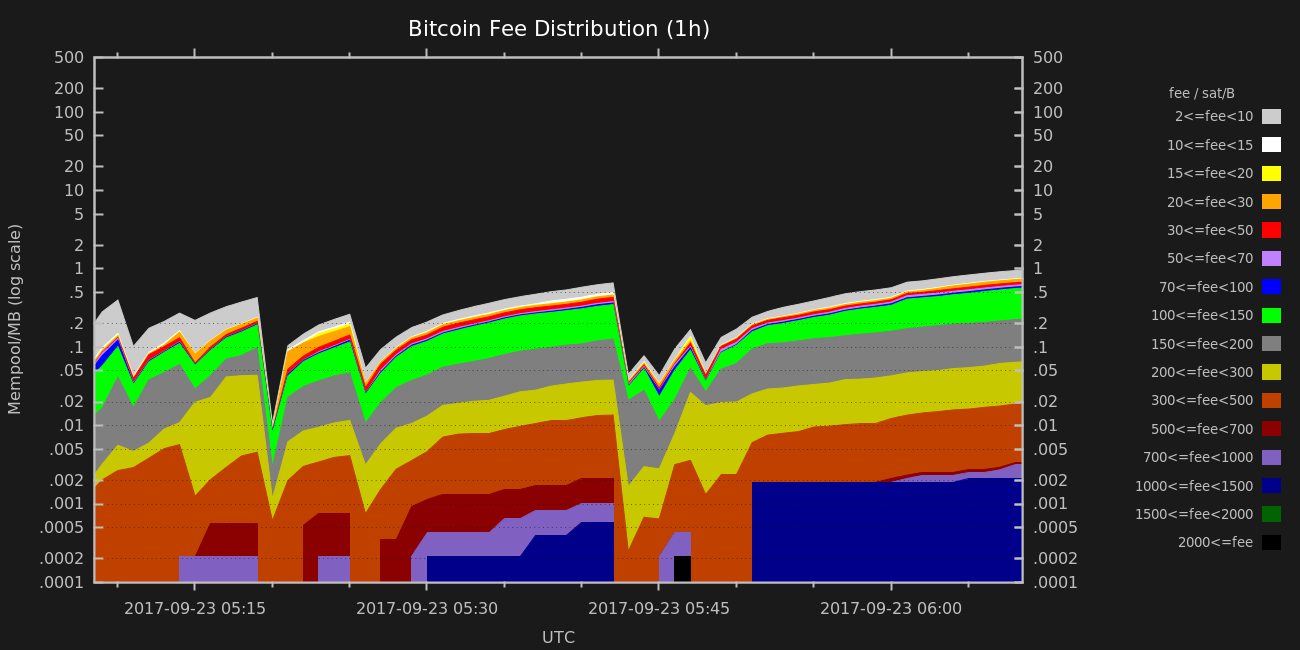 Bitcoin Fee Distribution (1h)
Mempool/MB (log scale)
500
200
100
50
20
10
5
2
1
.5
.2
.1
.05
.02
.01
.005
.002
.001
.0005
.0002
.0001
500
200
100
50
20
10
5
2
1
.5
.2
.1
.05
.02
.01
.005
.002
.001
.0005
.0002
.0001
2017-09-23 05:15
2017-09-23 05:30
2017-09-23 05:45
2017-09-23 06:00
UTC
fee / sat/B
2<=fee<10
10<=fee<15
15<=fee<20
20<=fee<30
30<=fee<50
50<=fee<70
70<=fee<100
100<=fee<150
150<=fee<200
200<=fee<300
300<=fee<500
500<=fee<700
700<=fee<1000
1000<=fee<1500
1500<=fee<2000
2000<=fee